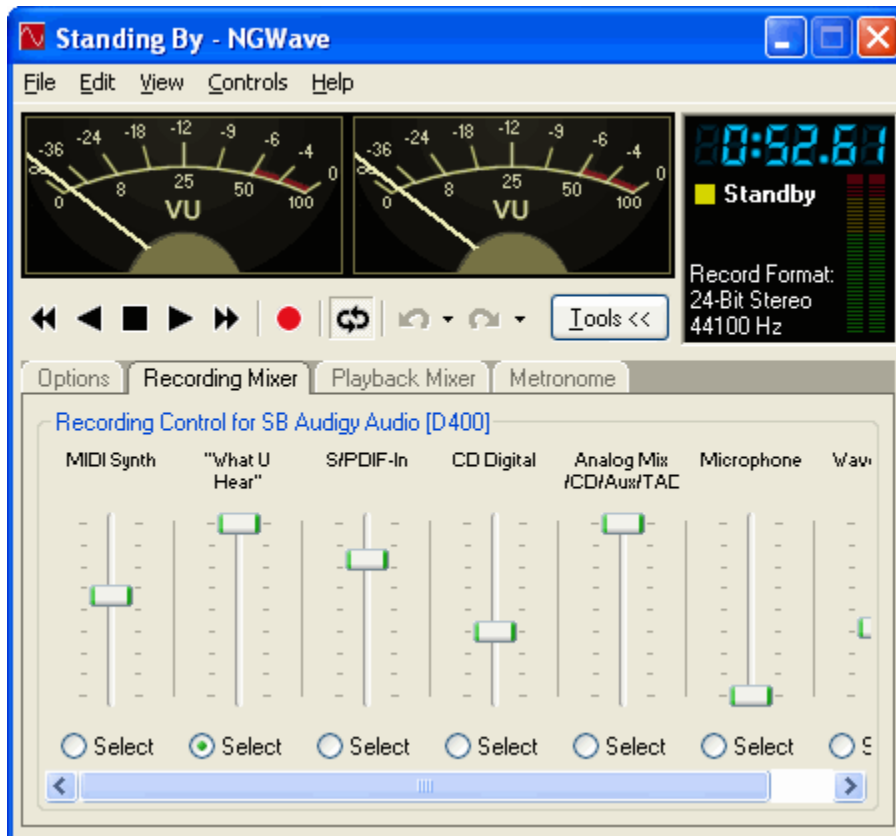 Standing By - NGWave
File Edit View Controls Help
-36 -24 -18 -12 -9 -6 -4 0
0 8 25 50 100
VU
-36 -24 -18 -12 -9 -6 -4 0
0 8 25 50 100
VU
0:52.61
Standby
Record Format:
24-Bit Stereo
44100 Hz
Tools <<
Options Recording Mixer Playback Mixer Metronome
Recording Control for SB Audigy Audio [D400]
MIDI Synth
"What U
Hear"
S/PDIF-In
CD Digital
Analog Mix
/CD/Aux/TAD
Microphone
Wav
Select Select Select Select Select Select S